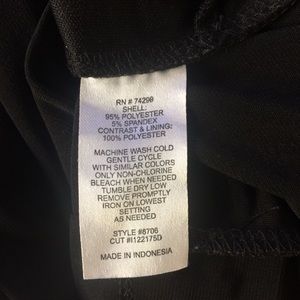 RN # 74299
SHELL:
95% POLYESTER
5% SPANDEX
CONTRAST & LINING:
100% POLYESTER
MACHINE WASH COLD
GENTLE CYCLE
WITH SIMILAR COLORS
ONLY NON-CHLORINE
BLEACH WHEN NEEDED
TUMBLE DRY LOW
REMOVE PROMPTLY
IRON ON LOWEST
SETTING
AS NEEDED
STYLE #8706
CUT #I122175D
MADE IN INDONESIA